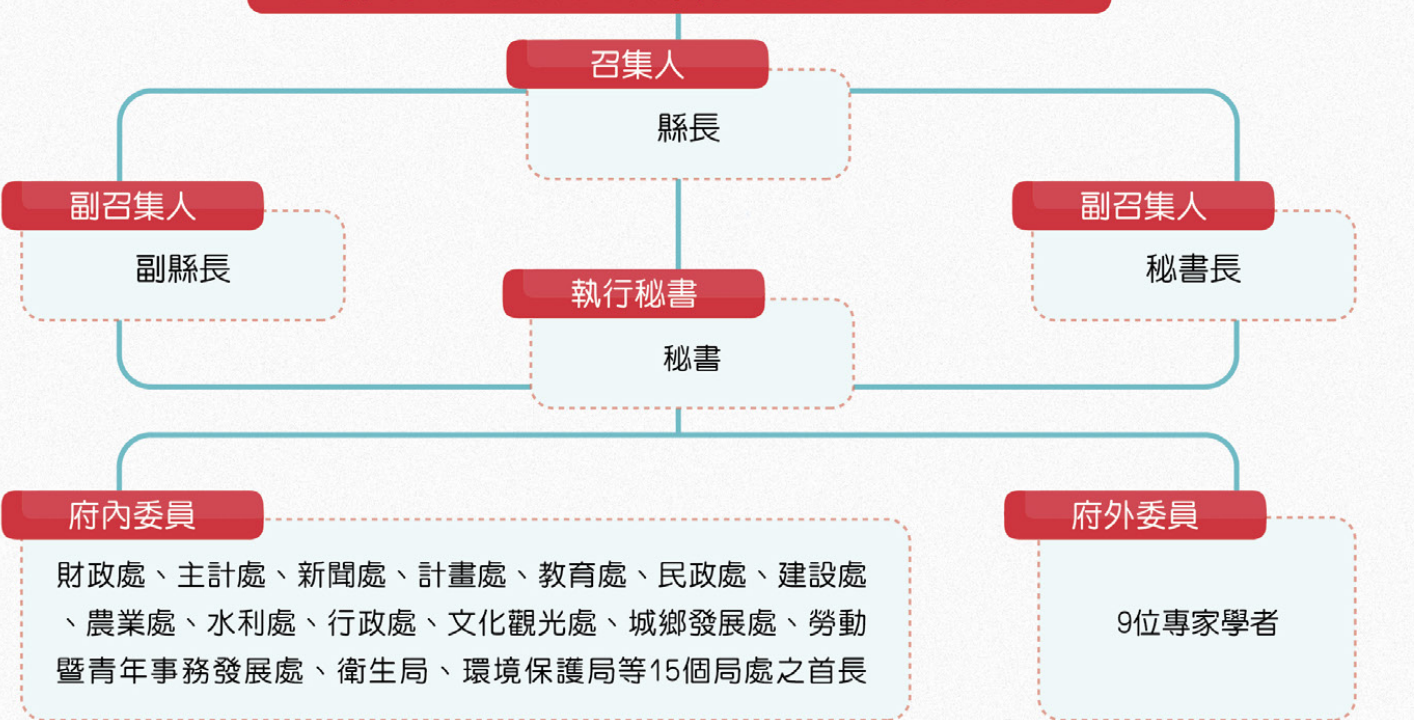 召集人
縣長
副召集人
副縣長
副召集人
秘書長
執行秘書
秘書
府內委員
財政處、主計處、新聞處、計畫處、教育處、民政處、建設處
、農業處、水利處、行政處、文化觀光處、城鄉發展處、勞動
暨青年事務發展處、衛生局、環境保護局等15個局處之首長
府外委員
9位專家學者